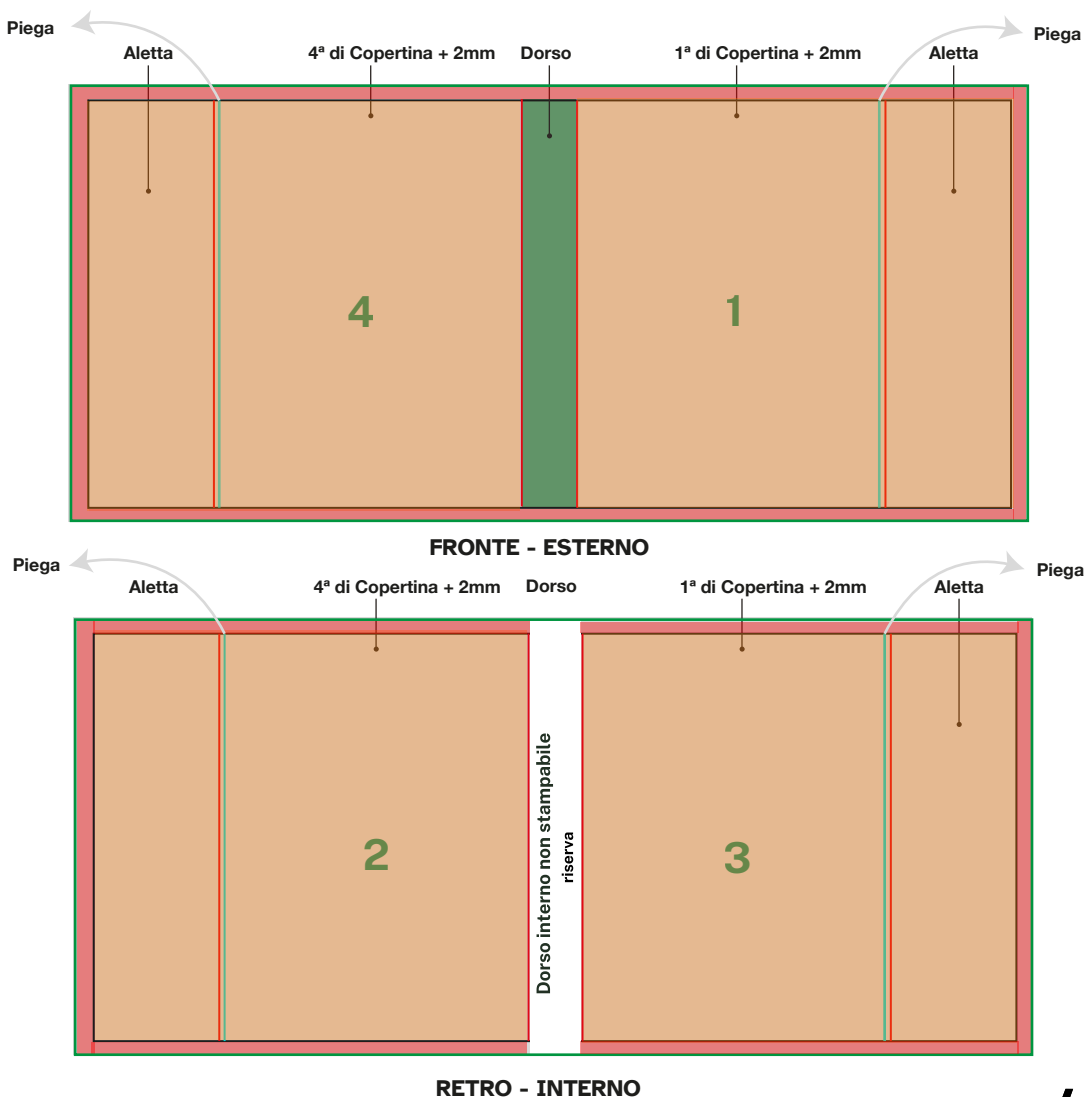 Piega
Piega
Aletta
4ª di Copertina + 2mm
Dorso
1ª di Copertina + 2mm
Aletta
4
1
FRONTE - ESTERNO
Piega
Piega
Aletta
4ª di Copertina + 2mm
Dorso
1ª di Copertina + 2mm
Aletta
2
Dorso interno non stampabile
riserva
3
RETRO - INTERNO